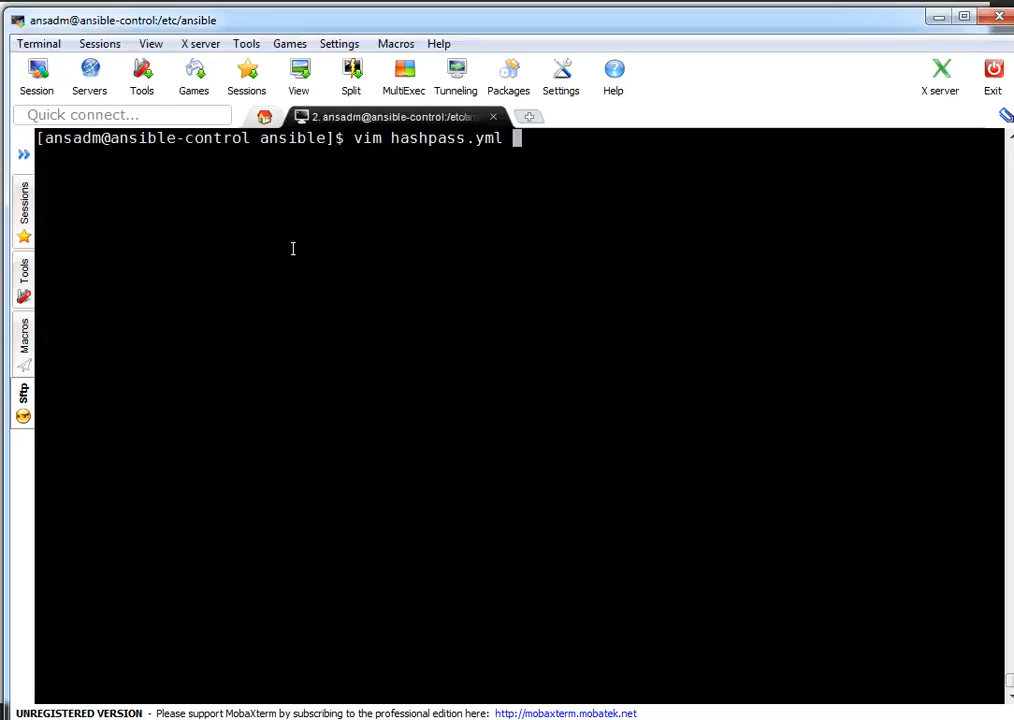 ansadm@ansible-control:/etc/ansible
Terminal Sessions View X server Tools Games Settings Macros Help
Session Servers Tools Games Sessions View Split MultiExec Tunneling Packages Settings Help X server Exit
Quick connect...
2. ansadm@ansible-control:/etc/an
[ansadm@ansible-control ansible]$ vim hashpass.yml
Sessions
Tools
Macros
Sftp
UNREGISTERED VERSION - Please support MobaXterm by subscribing to the professional edition here: http://mobaxterm.mobatek.net